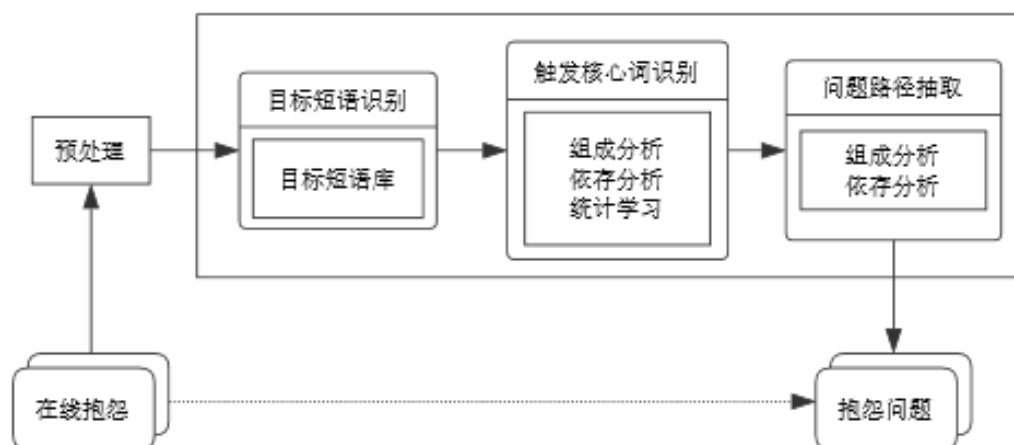 预处理
目标短语识别
目标短语库
触发核心词识别
组成分析
依存分析
统计学习
问题路径抽取
组成分析
依存分析
在线抱怨
抱怨问题